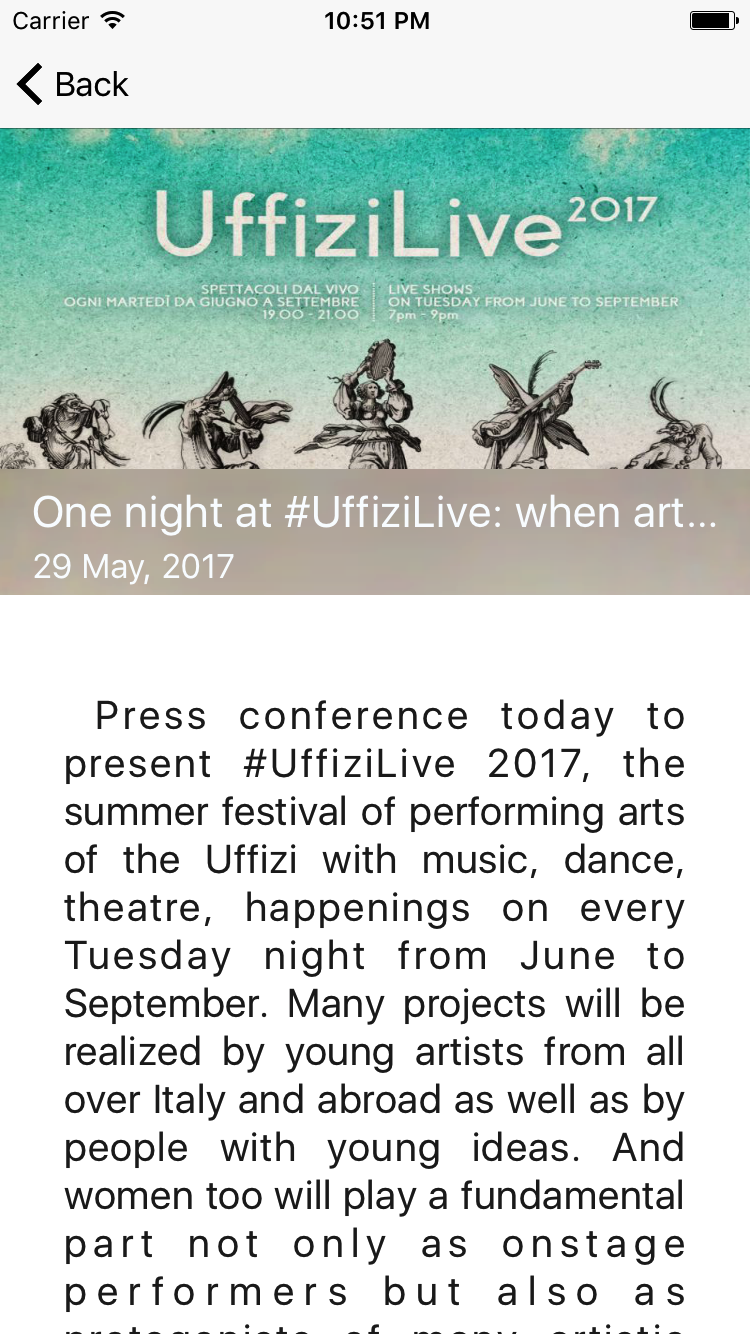 Carrier 10:51 PM
Back
UffiziLive 2017
SPETTACOLI DAL VIVO
OGNI MARTEDÌ DA GIUGNO A SETTEMBRE
19.00 - 21.00
LIVE SHOWS
ON TUESDAY FROM JUNE TO SEPTEMBER
7pm - 9pm
One night at #UffiziLive: when art...
29 May, 2017
Press conference today to
present #UffiziLive 2017, the
summer festival of performing arts
of the Uffizi with music, dance,
theatre, happenings on every
Tuesday night from June to
September. Many projects will be
realized by young artists from all
over Italy and abroad as well as by
people with young ideas. And
women too will play a fundamental
part not only as onstage
performers but also as
protagonists of many artistic